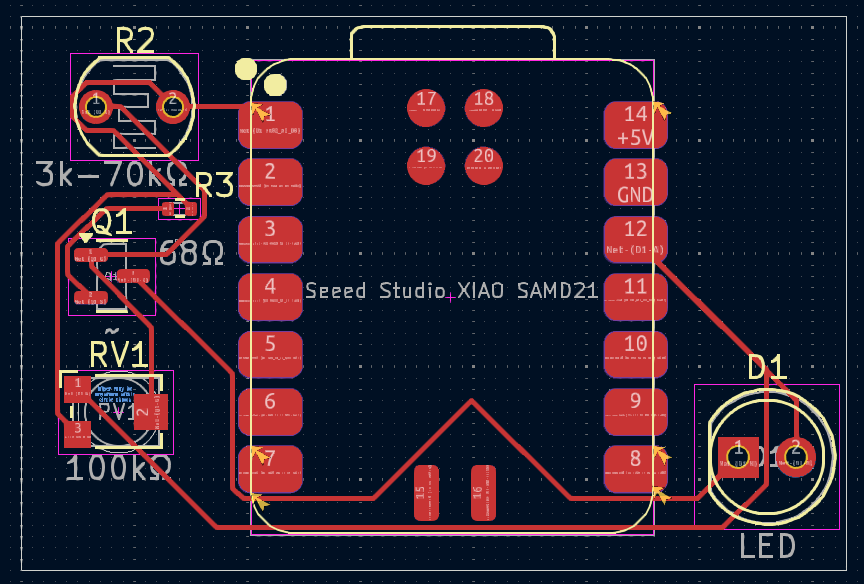 R2
1
2
3k-70kΩ
R3
Q1
68Ω
~
RV1
1
2
3
RV1
100kΩ
1
2
3
4
5
6
7
17
18
19
20
Seeed Studio XIAO SAMD21
15
16
14
+5V
13
GND
12
Net-(D1-A)
11
10
9
8
D1
1
2
LED